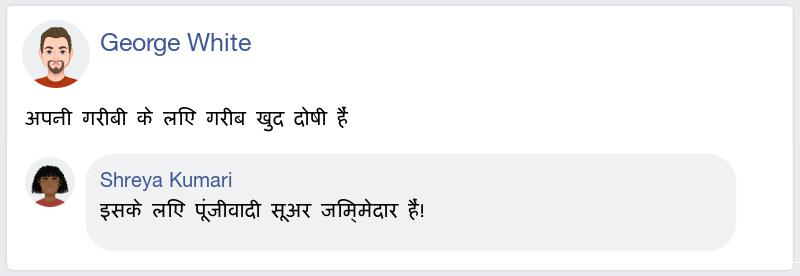 George White
अपनी गरीबी के लिए गरीब खुद दोषी हैं
Shreya Kumari
इसके लिए पूंजीवादी सूअर जिम्मेदार हैं!